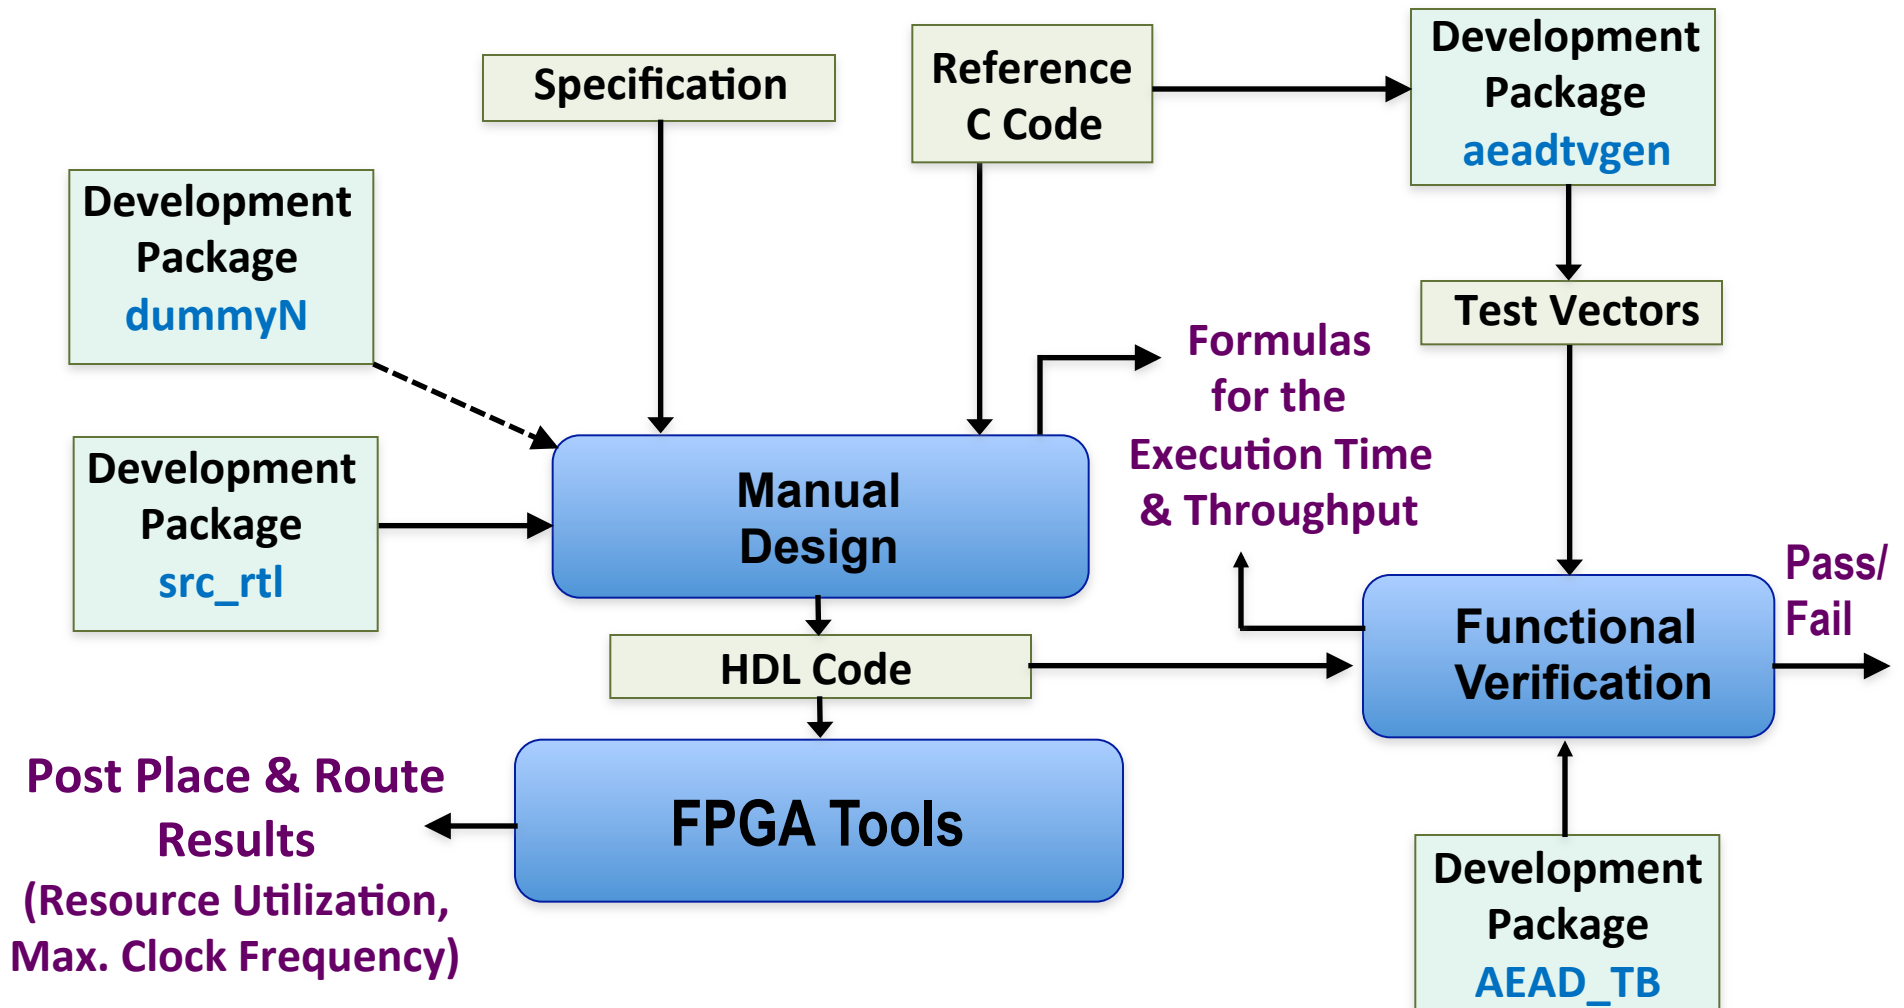 Specification
Reference
C Code
Development
Package
aeadtvgen
Development
Package
dummyN
Test Vectors
Formulas
for the
Execution Time
& Throughput
Development
Package
src_rtl
Manual
Design
Pass/
Fail
Functional
Verification
HDL Code
Post Place & Route
Results
(Resource Utilization,
Max. Clock Frequency)
FPGA Tools
Development
Package
AEAD_TB